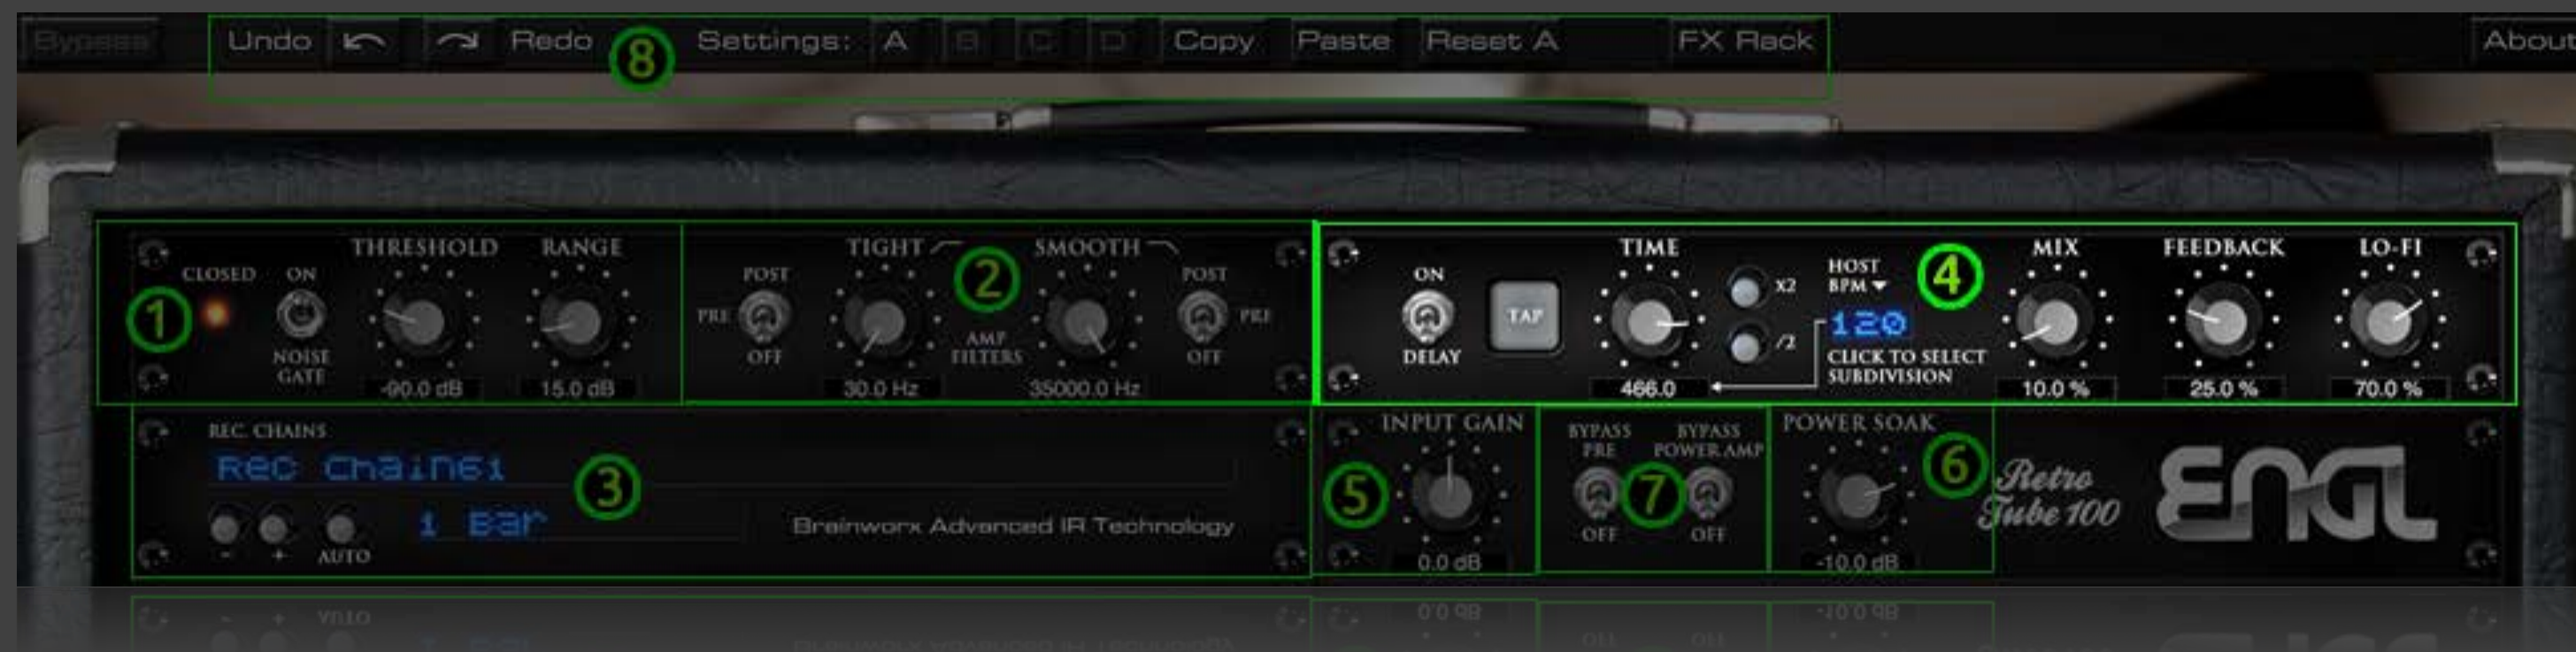 Bypass Undo Redo 8 Settings: A B C D Copy Paste Reset A FX Rack About
1 CLOSED ON NOISE GATE THRESHOLD -90.0 dB RANGE 15.0 dB
2 POST PRE OFF TIGHT 30.0 Hz AMP FILTERS SMOOTH 35000.0 Hz POST PRE OFF
4 ON DELAY TAP TIME 466.0 x2 /2 HOST BPM 120 CLICK TO SELECT SUBDIVISION MIX 10.0 % FEEDBACK 25.0 % LO-FI 70.0 %
REC. CHAINS
Rec Chain61
3
- + AUTO 1 Bar Brainworx Advanced IR Technology
5 INPUT GAIN 0.0 dB
7 BYPASS PRE OFF BYPASS POWER AMP OFF
6 POWER SOAK -10.0 dB
Retro Tube 100 ENGL